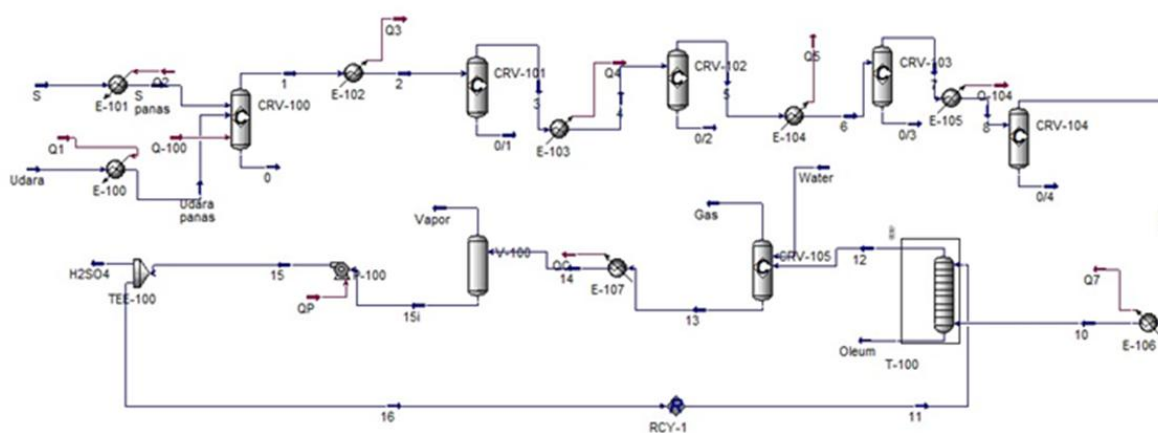 Q3
Q5
CRV-103
CRV-101
CRV-102
Q4
S
Q2
S
panas
E-101
CRV-100
1
E-102
2
7
Q-104
E-105
8
CRV-104
3
4
E-103
5
E-104
6
0/1
0/2
0/3
0/4
Q1
Q-100
Udara
E-100
0
Udara
panas
Water
Vapor
Gas
V-100
14
E-107
CRV-105
12
H2SO4
TEE-100
15
P-100
QP
15i
13
Oleum
T-100
Q7
10
E-106
16
RCY-1
11